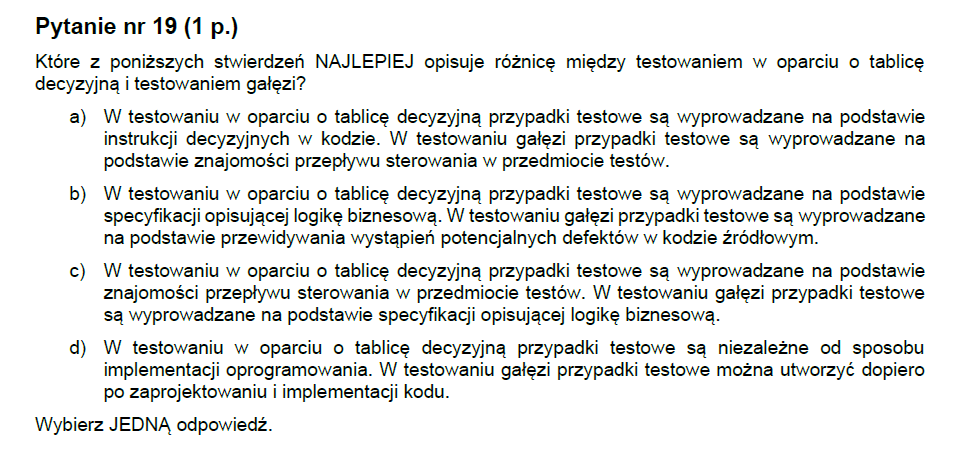 Pytanie nr 19 (1 p.)
Które z poniższych stwierdzeń NAJLEPIEJ opisuje różnicę między testowaniem w oparciu o tablicę
decyzyjną i testowaniem gałęzi?
a) W testowaniu w oparciu o tablicę decyzyjną przypadki testowe są wyprowadzane na podstawie
instrukcji decyzyjnych w kodzie. W testowaniu gałęzi przypadki testowe są wyprowadzane na
podstawie znajomości przepływu sterowania w przedmiocie testów.
b) W testowaniu w oparciu o tablicę decyzyjną przypadki testowe są wyprowadzane na podstawie
specyfikacji opisującej logikę biznesową. W testowaniu gałęzi przypadki testowe są wyprowadzane
na podstawie przewidywania wystąpień potencjalnych defektów w kodzie źródłowym.
c) W testowaniu w oparciu o tablicę decyzyjną przypadki testowe są wyprowadzane na podstawie
znajomości przepływu sterowania w przedmiocie testów. W testowaniu gałęzi przypadki testowe
są wyprowadzane na podstawie specyfikacji opisującej logikę biznesową.
d) W testowaniu w oparciu o tablicę decyzyjną przypadki testowe są niezależne od sposobu
implementacji oprogramowania. W testowaniu gałęzi przypadki testowe można utworzyć dopiero
po zaprojektowaniu i implementacji kodu.
Wybierz JEDNĄ odpowiedź.